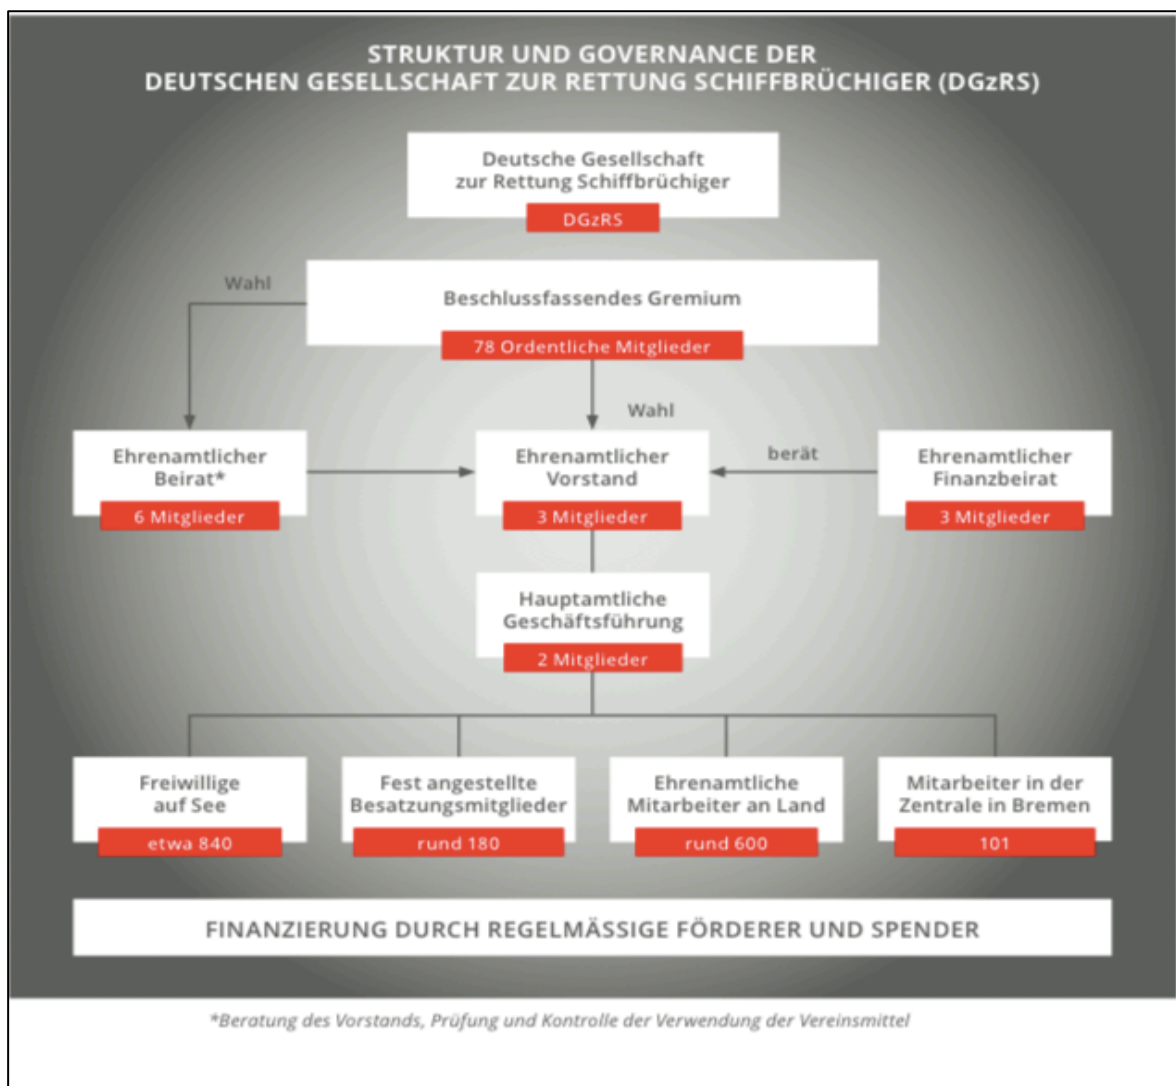 STRUKTUR UND GOVERNANCE DER
DEUTSCHEN GESELLSCHAFT ZUR RETTUNG SCHIFFBRÜCHIGER (DGzRS)
Deutsche Gesellschaft
zur Rettung Schiffbrüchiger
DGzRS
Wahl
Beschlussfassendes Gremium
78 Ordentliche Mitglieder
Wahl
Ehrenamtlicher
Beirat*
6 Mitglieder
Ehrenamtlicher
Vorstand
3 Mitglieder
berät
Ehrenamtlicher
Finanzbeirat
3 Mitglieder
Hauptamtliche
Geschäftsführung
2 Mitglieder
Freiwillige
auf See
etwa 840
Fest angestellte
Besatzungsmitglieder
rund 180
Ehrenamtliche
Mitarbeiter an Land
rund 600
Mitarbeiter in der
Zentrale in Bremen
101
FINANZIERUNG DURCH REGELMÄSSIGE FÖRDERER UND SPENDER
*Beratung des Vorstands, Prüfung und Kontrolle der Verwendung der Vereinsmittel